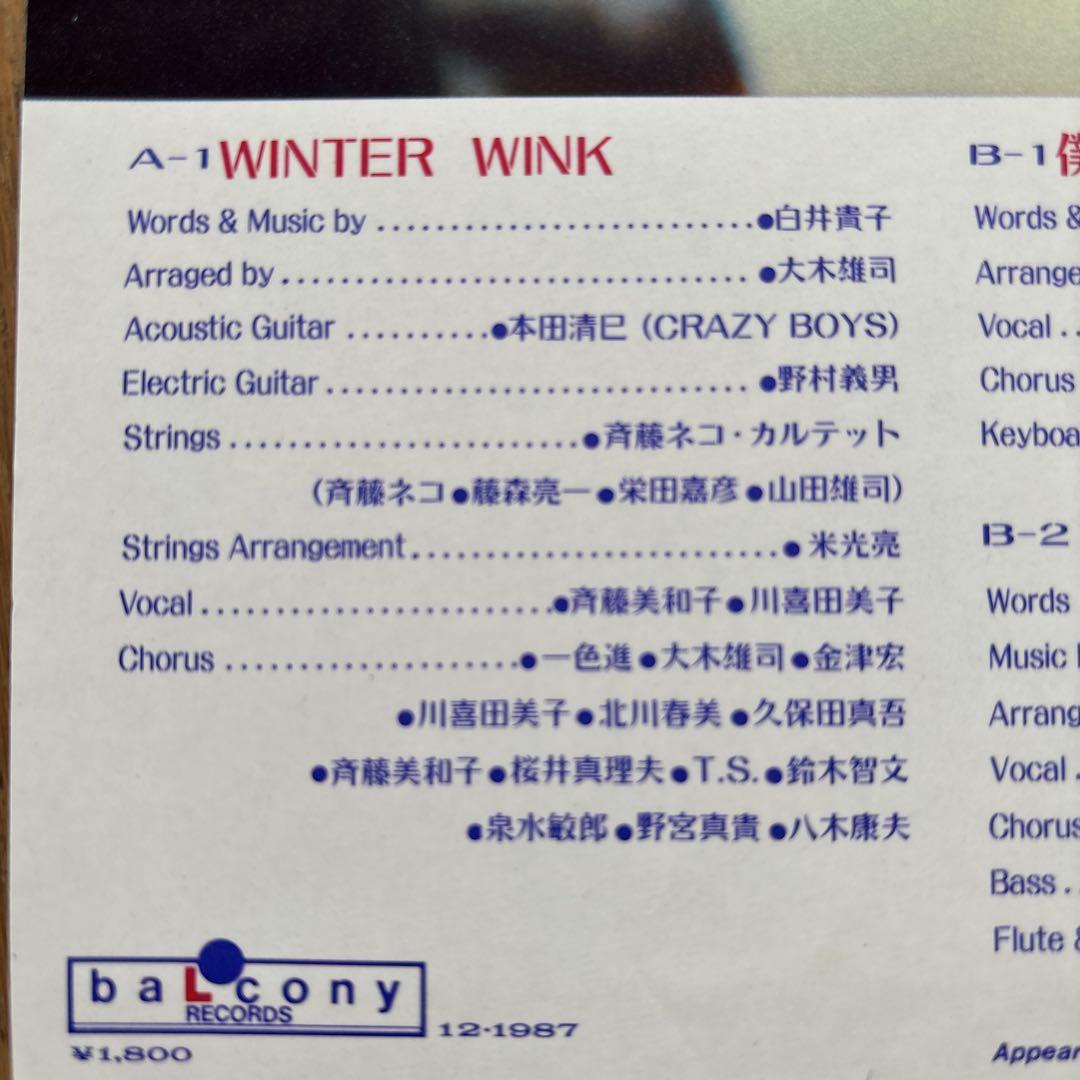 A-1 WINTER WINK
Words & Music by ..........................●白井貴子
Arraged by ................................ ●大木雄司
Acoustic Guitar ..........●本田清巳 (CRAZY BOYS)
Electric Guitar ............................. ●野村義男
Strings ........................●斉藤ネコ・カルテット
(斉藤ネコ●藤森亮一●栄田嘉彦●山田雄司)
Strings Arrangement......................... ● 米光亮
Vocal ........................●斉藤美和子●川喜田美子
Chorus ....................●一色進●大木雄司●金津宏
●川喜田美子●北川春美●久保田真吾
●斉藤美和子●桜井真理夫●T.S.●鈴木智文
●泉水敏郎●野宮真貴●八木康夫
baLcony
RECORDS
12·1987
¥1,800
B-1 僕
Words &
Arrange
Vocal ..
Chorus
Keyboa
B-2
Words
Music
Arrang
Vocal .
Chorus
Bass .
Flute &
Appear